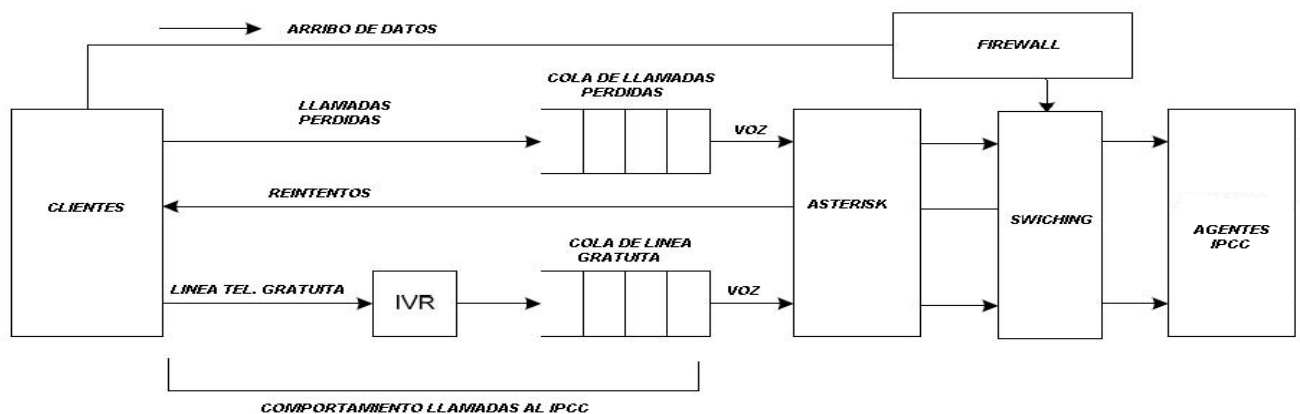 ARRIBO DE DATOS
FIREWALL
COLA DE LLAMADAS
PERDIDAS
LLAMADAS
PERDIDAS
VOZ
CLIENTES
REINTENTOS
ASTERISK
SWICHING
AGENTES
IPCC
COLA DE LINEA
GRATUITA
LINEA TEL. GRATUITA
IVR
VOZ
COMPORTAMIENTO LLAMADAS AL IPCC